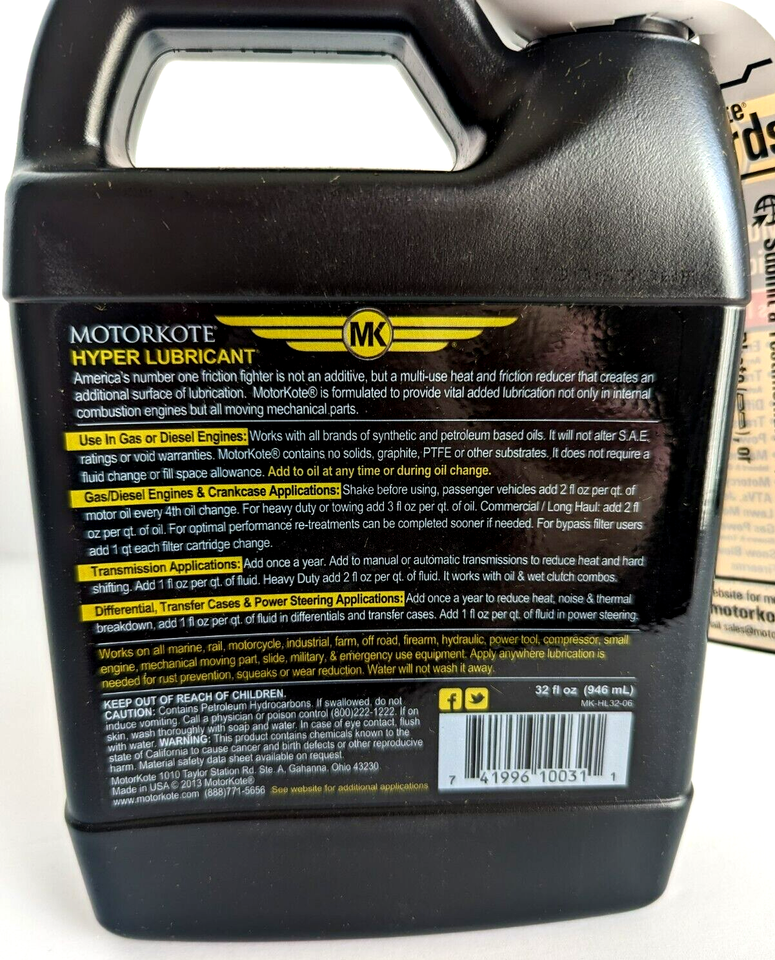 MOTORKOTE®
MK
HYPER LUBRICANT
America's number one friction fighter is not an additive, but a multi-use heat and friction reducer that creates an
additional surface of lubrication. MotorKote® is formulated to provide vital added lubrication not only in internal
combustion engines but all moving mechanical parts.
Use In Gas or Diesel Engines: Works with all brands of synthetic and petroleum based oils. It will not alter S.A.E.
ratings or void warranties. MotorKote® contains no solids, graphite, PTFE or other substrates. It does not require a
fluid change or fill space allowance. Add to oil at any time or during oil change.
Gas/Diesel Engines & Crankcase Applications: Shake before using, passenger vehicles add 2 fl oz per qt. of
motor oil every 4th oil change. For heavy duty or towing add 3 fl oz per qt. of oil. Commercial / Long Haul: add 2 fl
oz per qt. of oil. For optimal performance re-treatments can be completed sooner if needed. For bypass filter users
add 1 qt each filter cartridge change.
Transmission Applications: Add once a year. Add to manual or automatic transmissions to reduce heat and hard
shifting. Add 1 fl oz per qt. of fluid. Heavy Duty add 2 fl oz per qt. of fluid. It works with oil & wet clutch combos.
Differential, Transfer Cases & Power Steering Applications: Add once a year to reduce heat, noise & thermal
breakdown, add 1 fl oz per qt. of fluid in differentials and transfer cases. Add 1 fl oz per qt. of fluid in power steering.
Works on all marine, rail, motorcycle, industrial, farm, off road, firearm, hydraulic, power tool, compressor, small
engine, mechanical moving part, slide, military, & emergency use equipment. Apply anywhere lubrication is
needed for rust prevention, squeaks or wear reduction. Water will not wash it away.
KEEP OUT OF REACH OF CHILDREN.
CAUTION: Contains Petroleum Hydrocarbons. If swallowed, do not
induce vomiting. Call a physician or poison control (800)222-1222. If on
skin, wash thoroughly with soap and water. In case of eye contact, flush
with water. WARNING: This product contains chemicals known to the
state of California to cause cancer and birth defects or other reproductive
harm. Material safety data sheet available on request.
MotorKote 1010 Taylor Station Rd. Ste. A. Gahanna, Ohio 43230
Made in USA © 2013 MotorKote®
www.motorkote.com (888)771-5656 See website for additional applications
32 fl oz (946 mL)
MK-HL32-06
7 41996 10031 1
rds
motorko